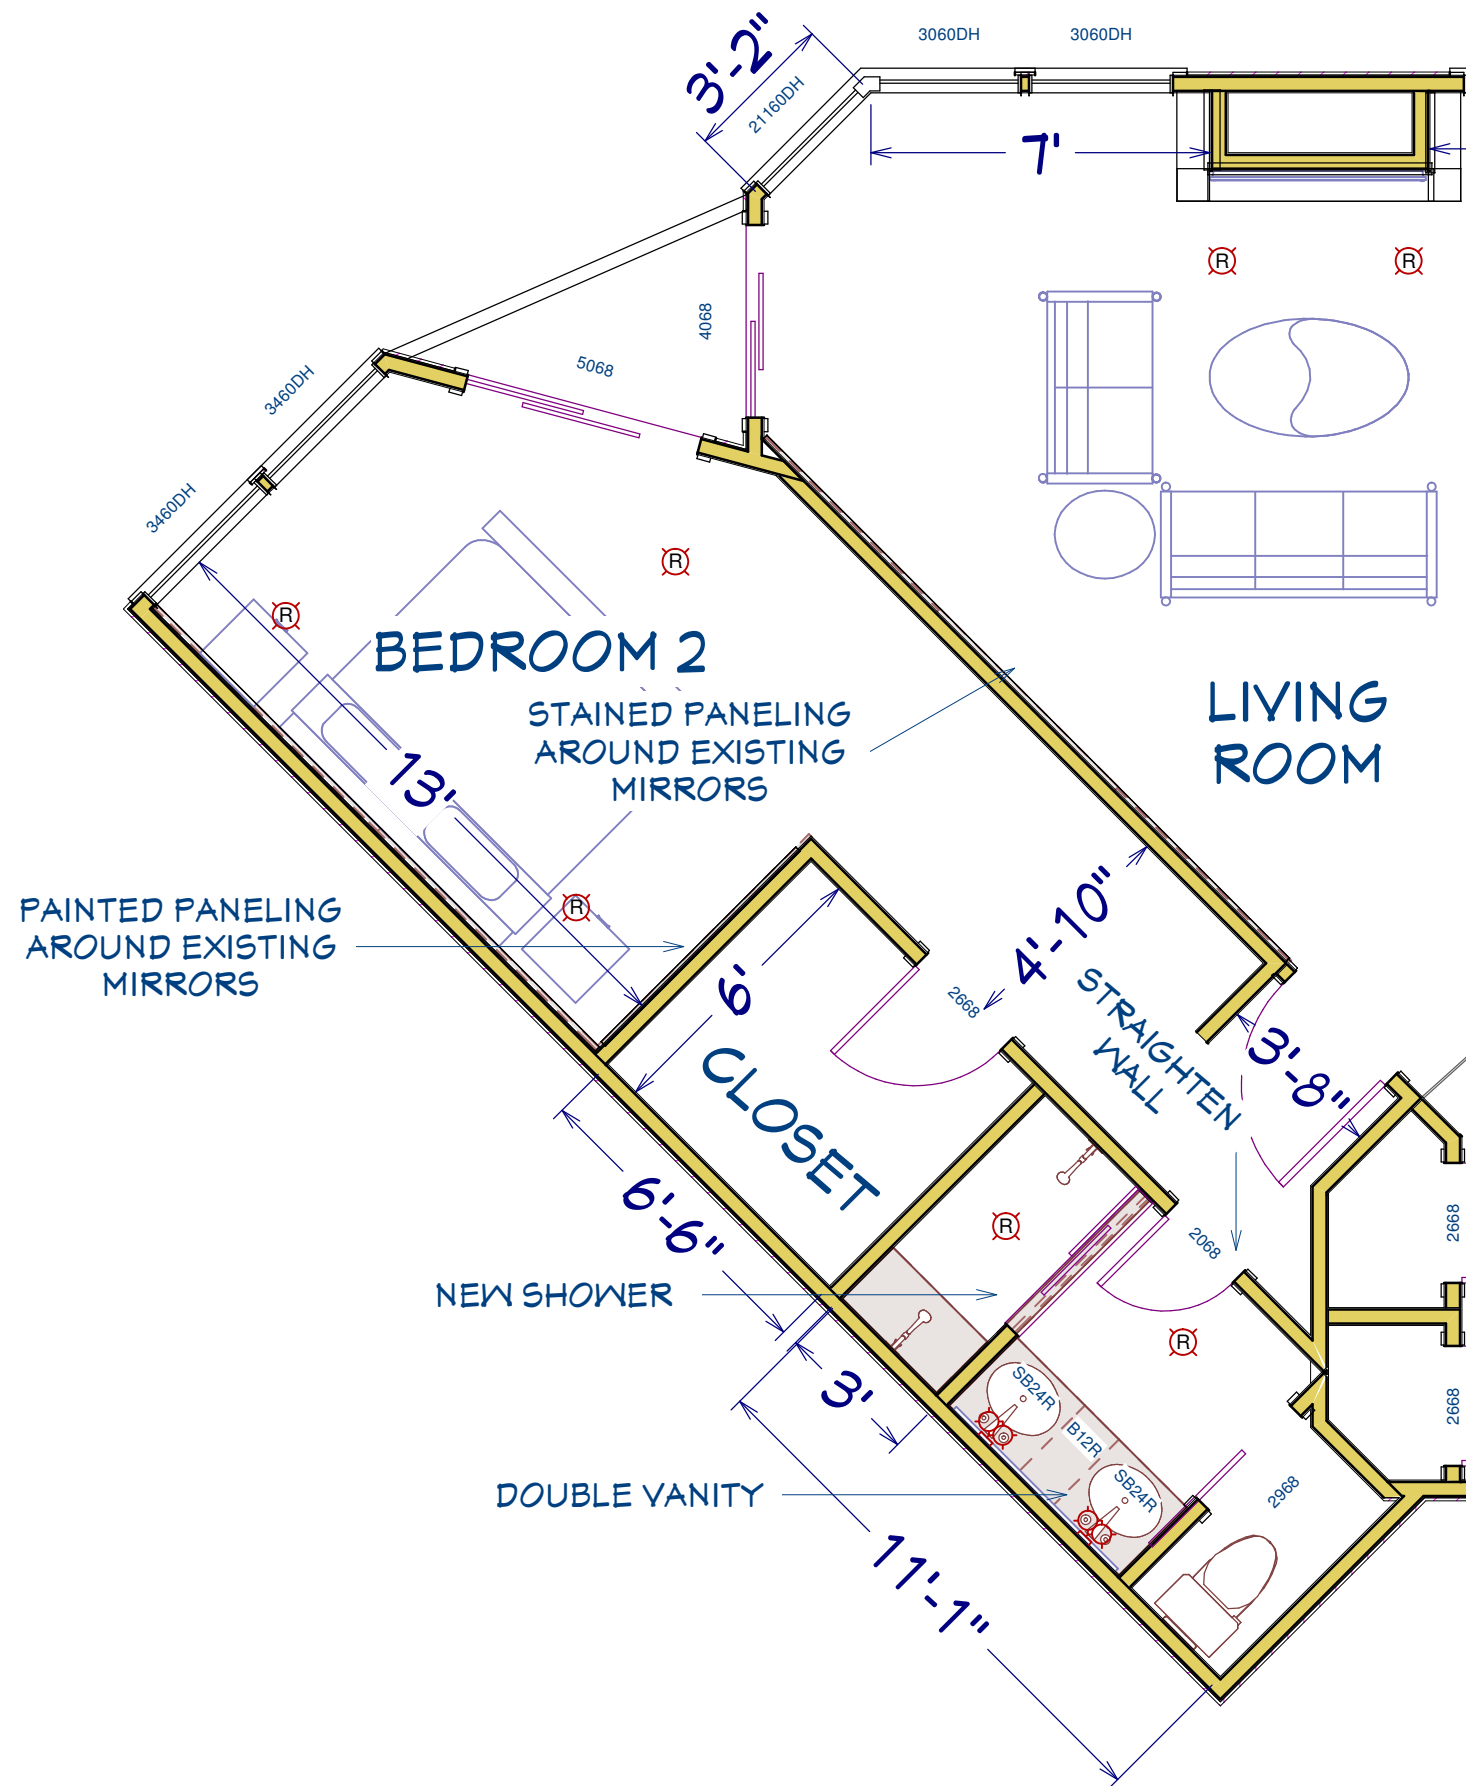 3060DH
3060DH
3'-2"
21160DH
7'
R
R
4068
5068
3460DH
3460DH
R
R
BEDROOM 2
STAINED PANELING
AROUND EXISTING
MIRRORS
LIVING
ROOM
13'
PAINTED PANELING
AROUND EXISTING
MIRRORS
R
4'-10"
6'
2668
STRAIGHTEN
WALL
3'-8"
CLOSET
6'-6"
R
2068
2668
NEW SHOWER
R
3'
SB24R
B12R
SB24R
2668
DOUBLE VANITY
2968
11'-1"